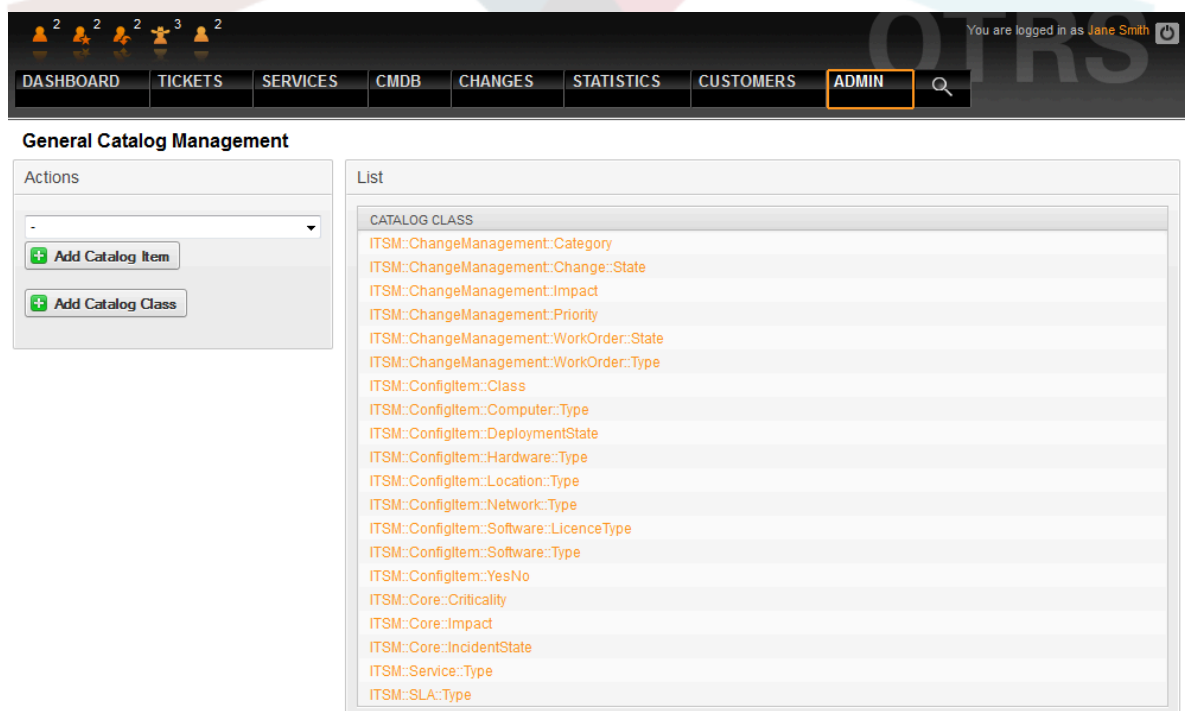 2 2 2 3 2
OTRS
You are logged in as Jane Smith
DASHBOARD TICKETS SERVICES CMDB CHANGES STATISTICS CUSTOMERS ADMIN
General Catalog Management
Actions
-
Add Catalog Item
Add Catalog Class
List
CATALOG CLASS
ITSM::ChangeManagement::Category
ITSM::ChangeManagement::Change::State
ITSM::ChangeManagement::Impact
ITSM::ChangeManagement::Priority
ITSM::ChangeManagement::WorkOrder::State
ITSM::ChangeManagement::WorkOrder::Type
ITSM::ConfigItem::Class
ITSM::ConfigItem::Computer::Type
ITSM::ConfigItem::DeploymentState
ITSM::ConfigItem::Hardware::Type
ITSM::ConfigItem::Location::Type
ITSM::ConfigItem::Network::Type
ITSM::ConfigItem::Software::LicenceType
ITSM::ConfigItem::Software::Type
ITSM::ConfigItem::YesNo
ITSM::Core::Criticality
ITSM::Core::Impact
ITSM::Core::IncidentState
ITSM::Service::Type
ITSM::SLA::Type